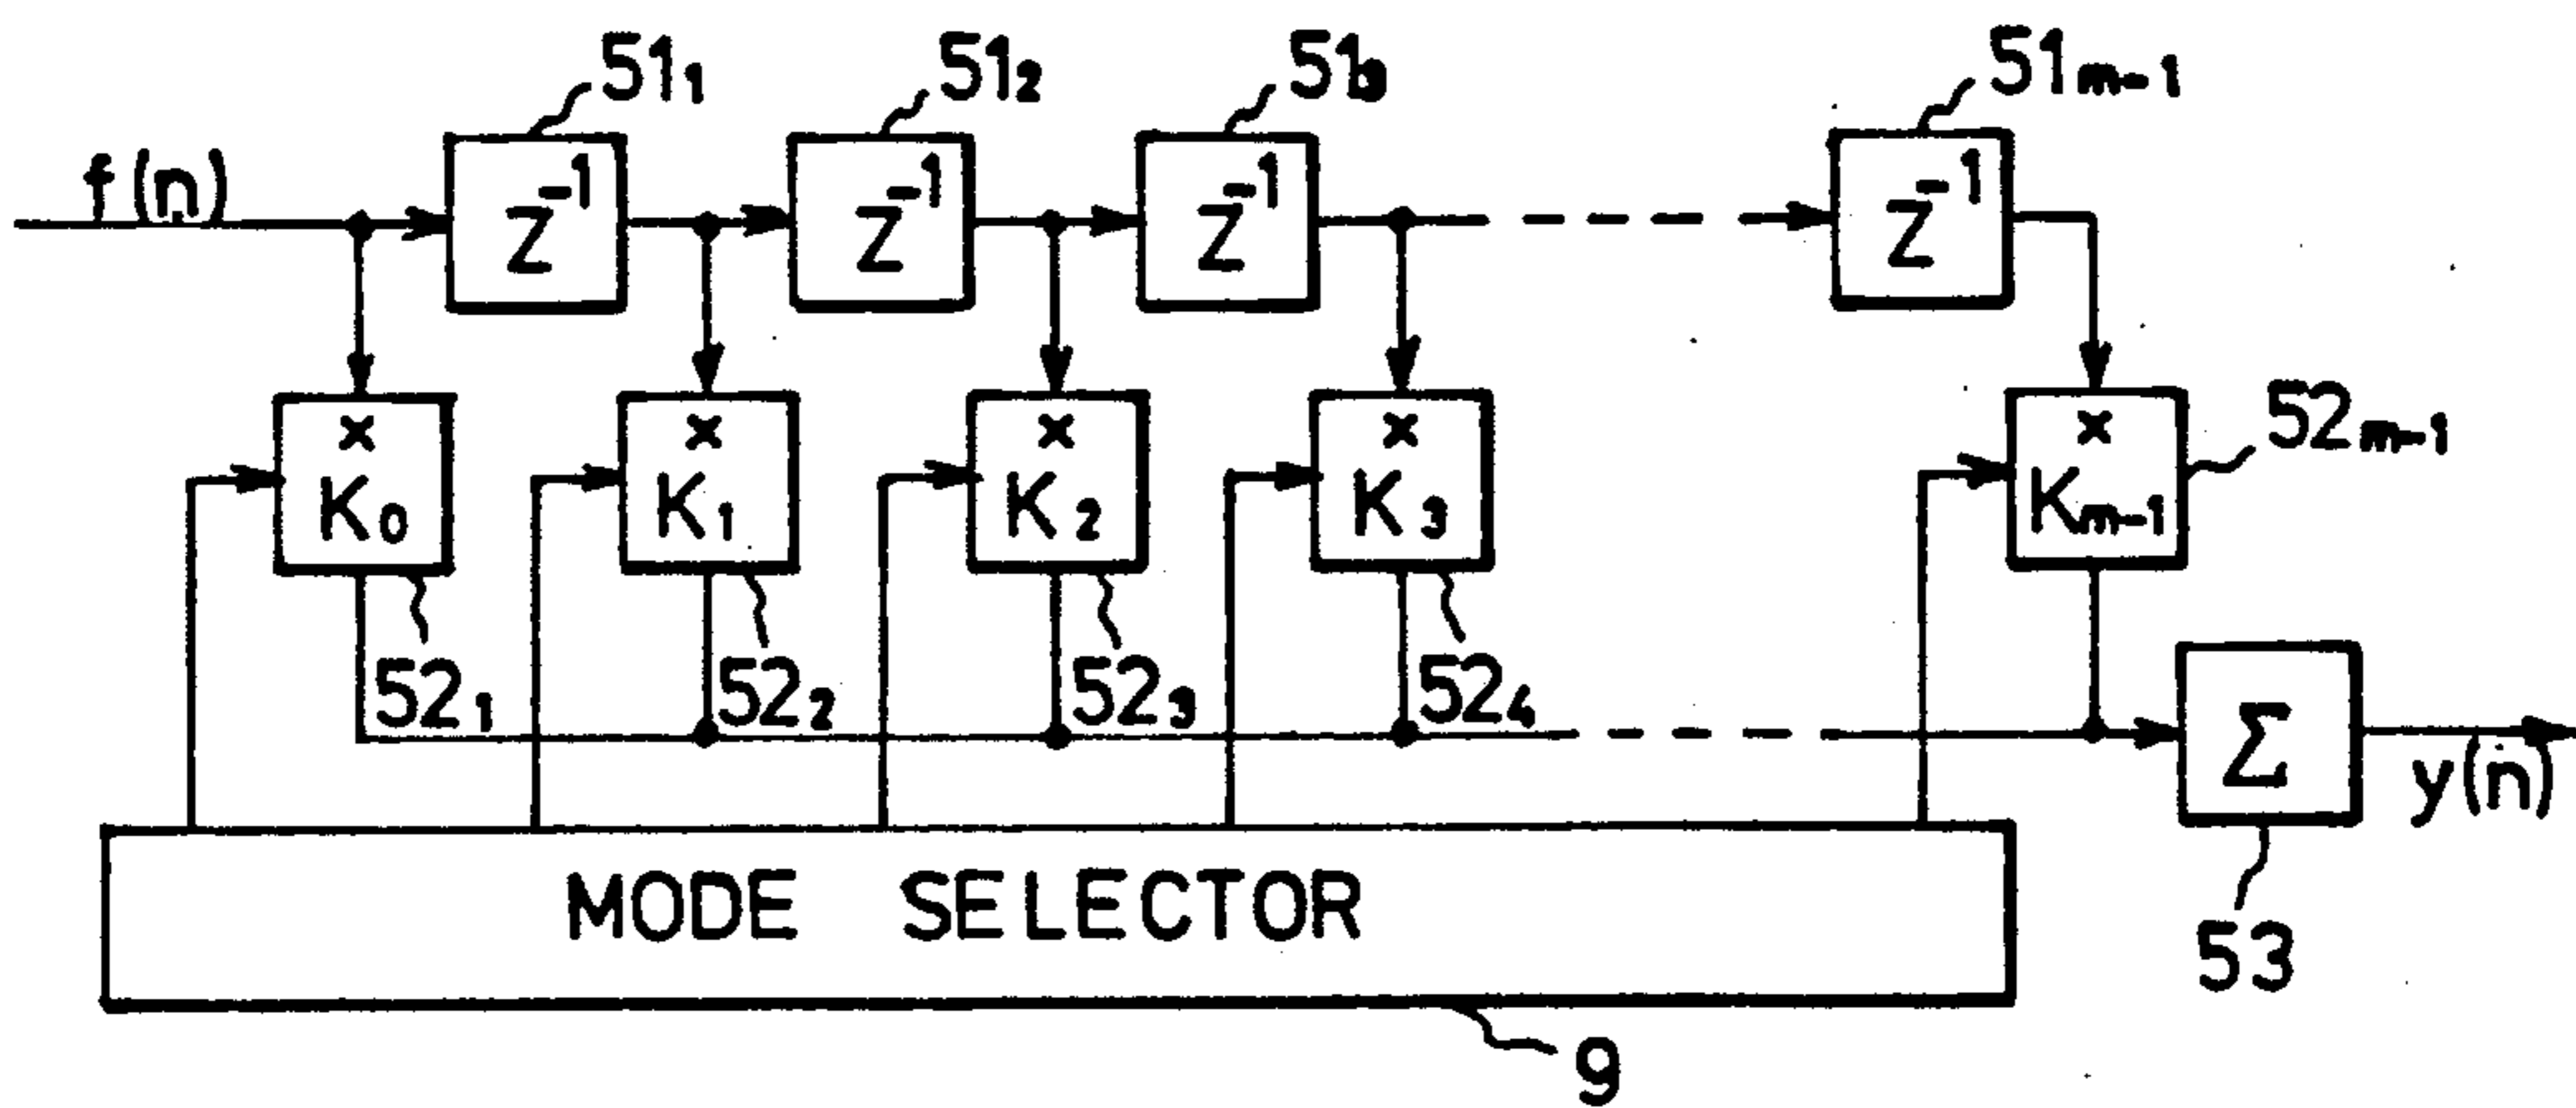 51₁ 51₂ 51₃ 51ₘ₋₁
f(n) Z⁻¹ Z⁻¹ Z⁻¹ Z⁻¹
× K₀ × K₁ × K₂ × K₃ × Kₘ₋₁ 52ₘ₋₁
52₁ 52₂ 52₃ 52₄ Σ y(n)
MODE SELECTOR
53
9